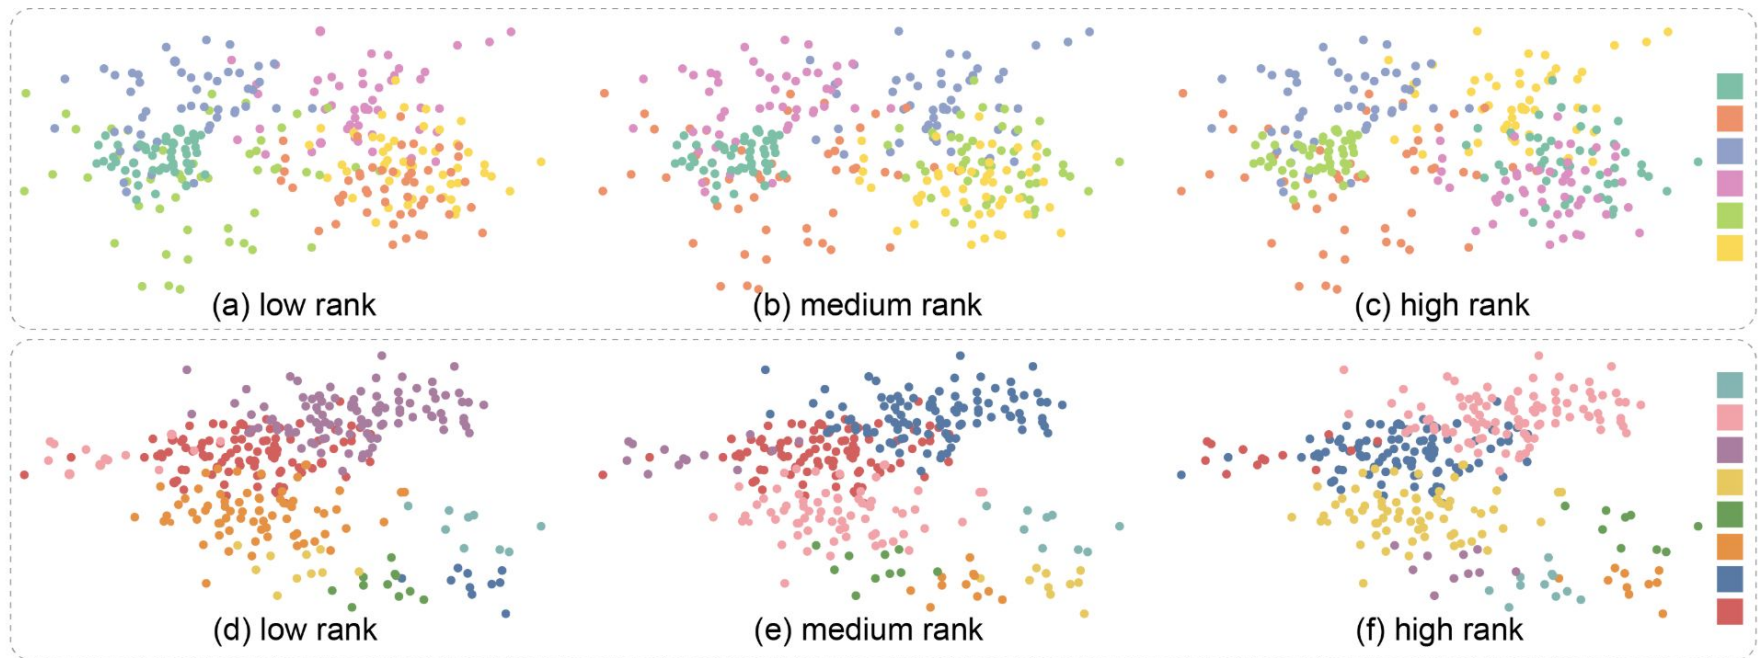 (a) low rank
(b) medium rank
(c) high rank
(d) low rank
(e) medium rank
(f) high rank